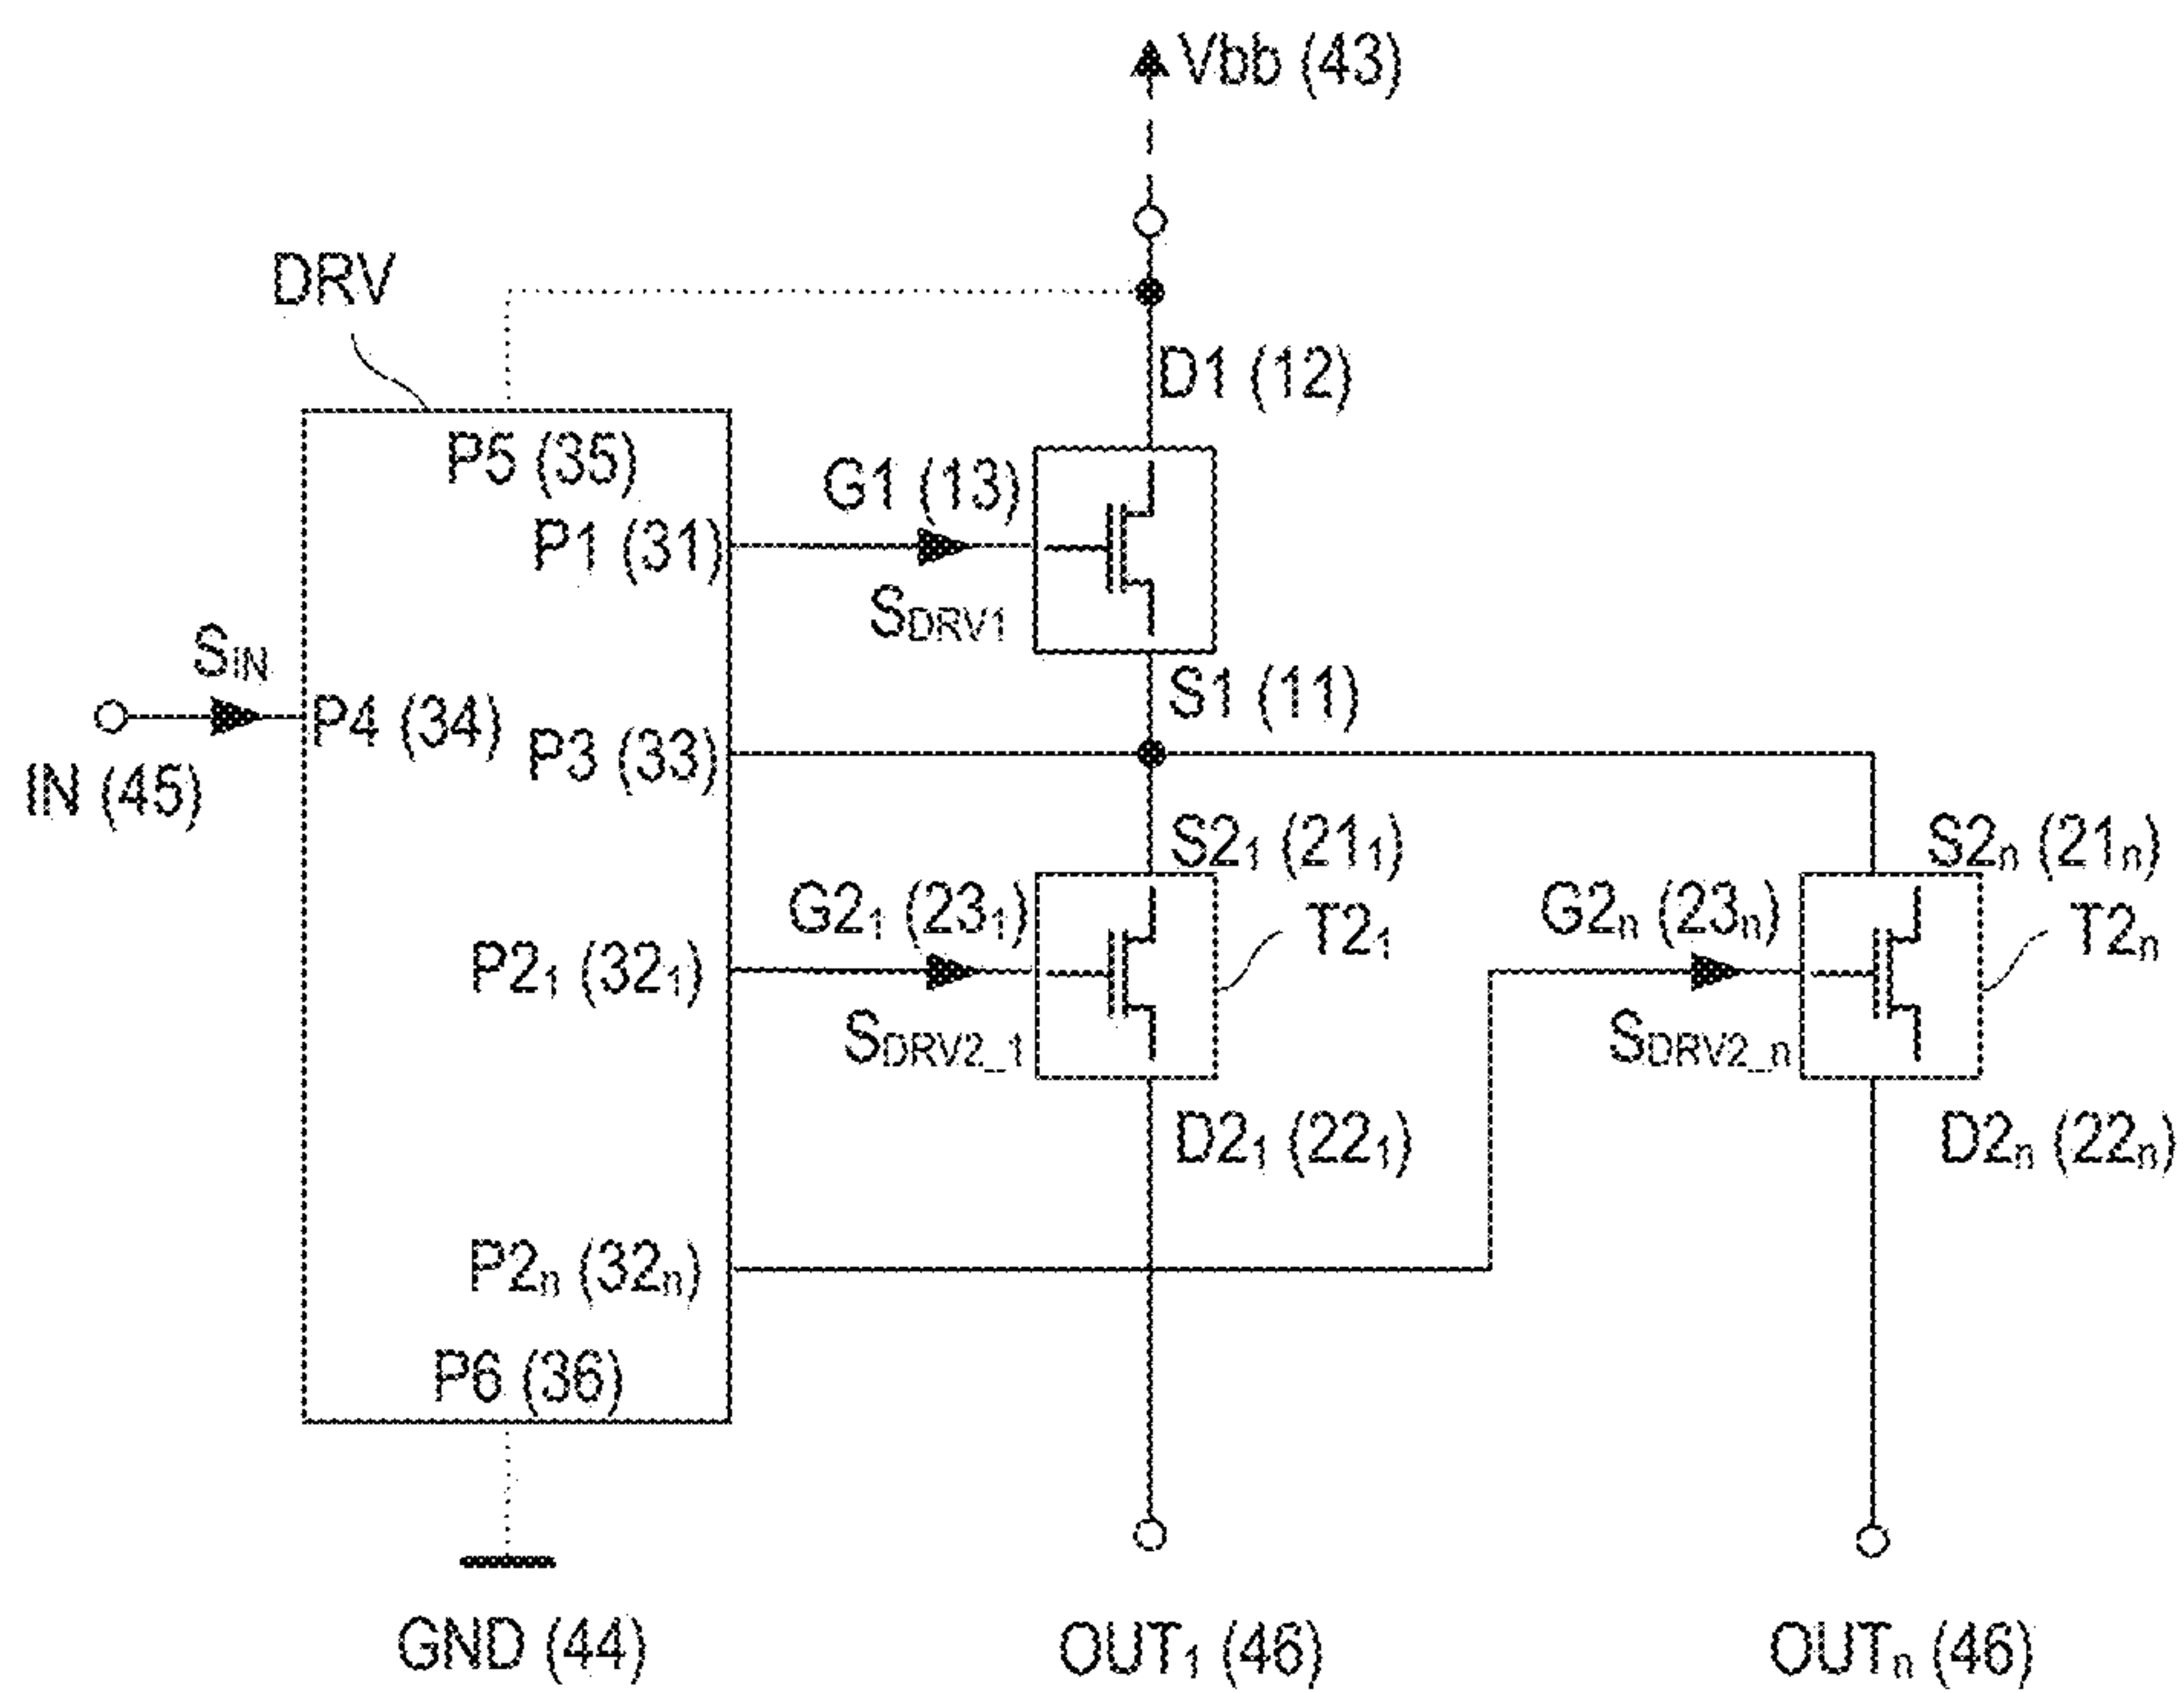 Vbb (43)
DRV
D1 (12)
P5 (35)
G1 (13)
P1 (31)
SDRV1
SIN
S1 (11)
P4 (34)
P3 (33)
IN (45)
S2₁ (21₁)
S2ₙ (21ₙ)
G2₁ (23₁)
T2₁
G2ₙ (23ₙ)
T2ₙ
P2₁ (32₁)
SDRV2_1
SDRV2_n
D2₁ (22₁)
D2ₙ (22ₙ)
P2ₙ (32ₙ)
P6 (36)
GND (44)
OUT₁ (46)
OUTₙ (46)